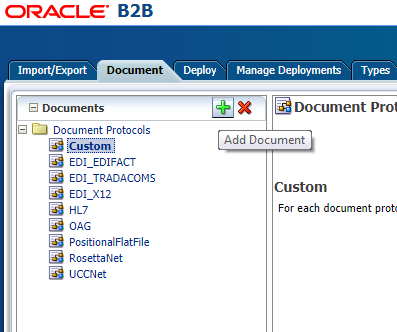 ORACLE B2B
Import/Export Document Deploy Manage Deployments Types
Documents
Document Prot
Add Document
Document Protocols
Custom
EDI_EDIFACT
EDI_TRADACOMS
EDI_X12
HL7
OAG
PositionalFlatFile
RosettaNet
UCCNet
Custom
For each document proto